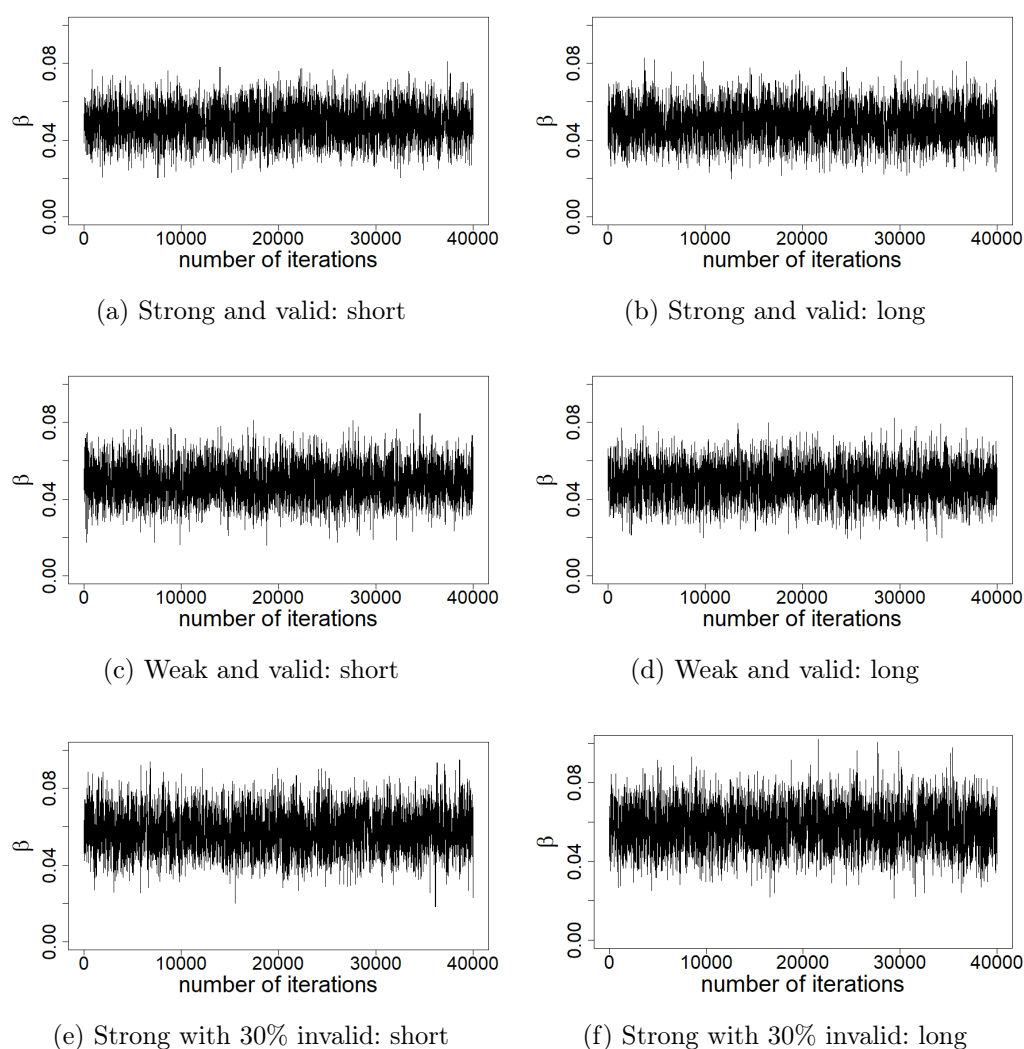 β
0.00 0.04 0.08
0 10000 20000 30000 40000
number of iterations
(a) Strong and valid: short
β
0.00 0.04 0.08
0 10000 20000 30000 40000
number of iterations
(b) Strong and valid: long
β
0.00 0.04 0.08
0 10000 20000 30000 40000
number of iterations
(c) Weak and valid: short
β
0.00 0.04 0.08
0 10000 20000 30000 40000
number of iterations
(d) Weak and valid: long
β
0.00 0.04 0.08
0 10000 20000 30000 40000
number of iterations
(e) Strong with 30% invalid: short
β
0.00 0.04 0.08
0 10000 20000 30000 40000
number of iterations
(f) Strong with 30% invalid: long